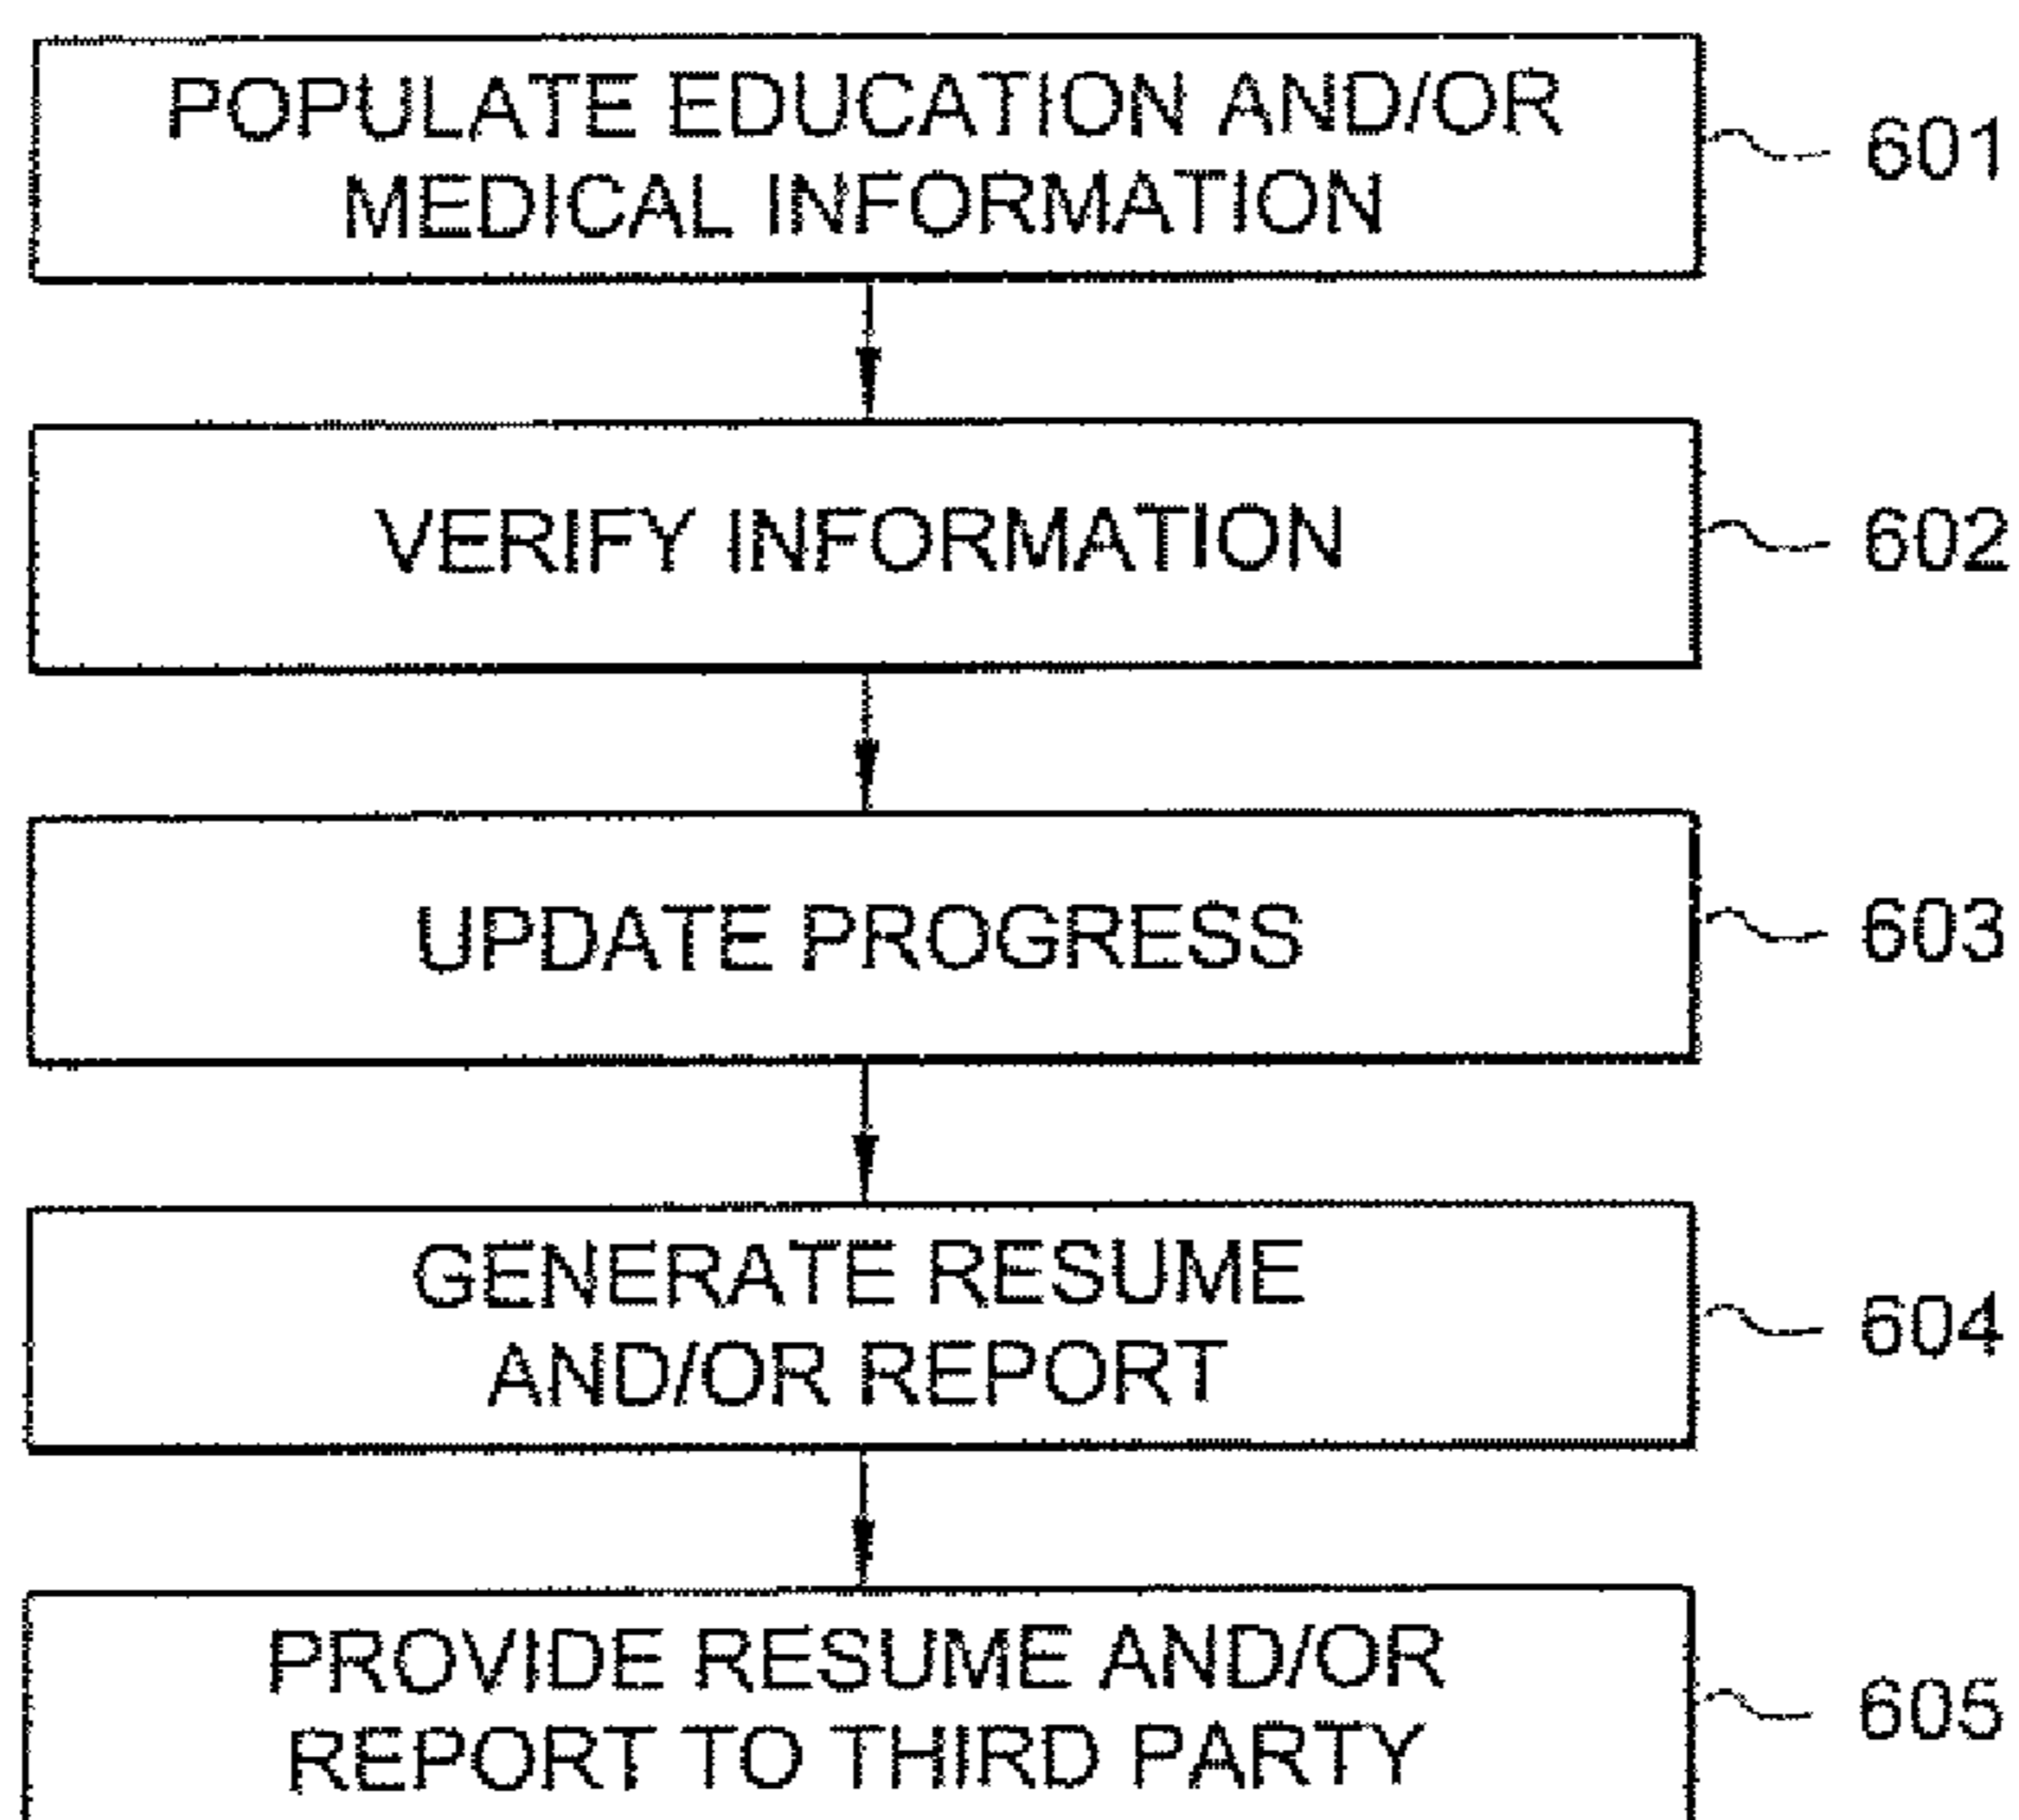 POPULATE EDUCATION AND/OR
MEDICAL INFORMATION
601
VERIFY INFORMATION
602
UPDATE PROGRESS
603
GENERATE RESUME
AND/OR REPORT
604
PROVIDE RESUME AND/OR
REPORT TO THIRD PARTY
605